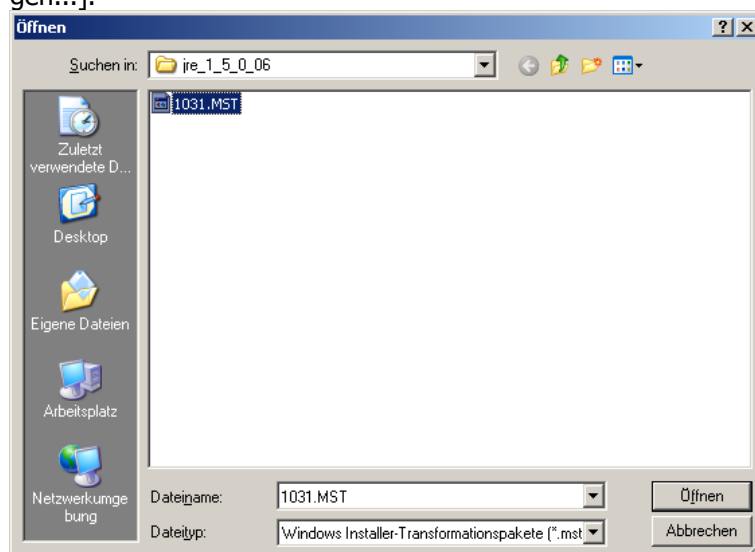 gen...].
Öffnen
Suchen in:
jre_1_5_0_06
1031.MST
Zuletzt
verwendete D...
Desktop
Eigene Dateien
Arbeitsplatz
Netzwerkumge
bung
Dateiname:
1031.MST
Öffnen
Dateityp:
Windows Installer-Transformationspakete (*.mst
Abbrechen